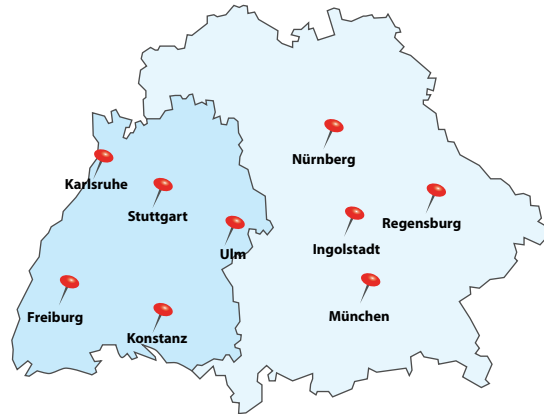 Nürnberg
Karlsruhe
Stuttgart
Regensburg
Ulm
Ingolstadt
Freiburg
München
Konstanz